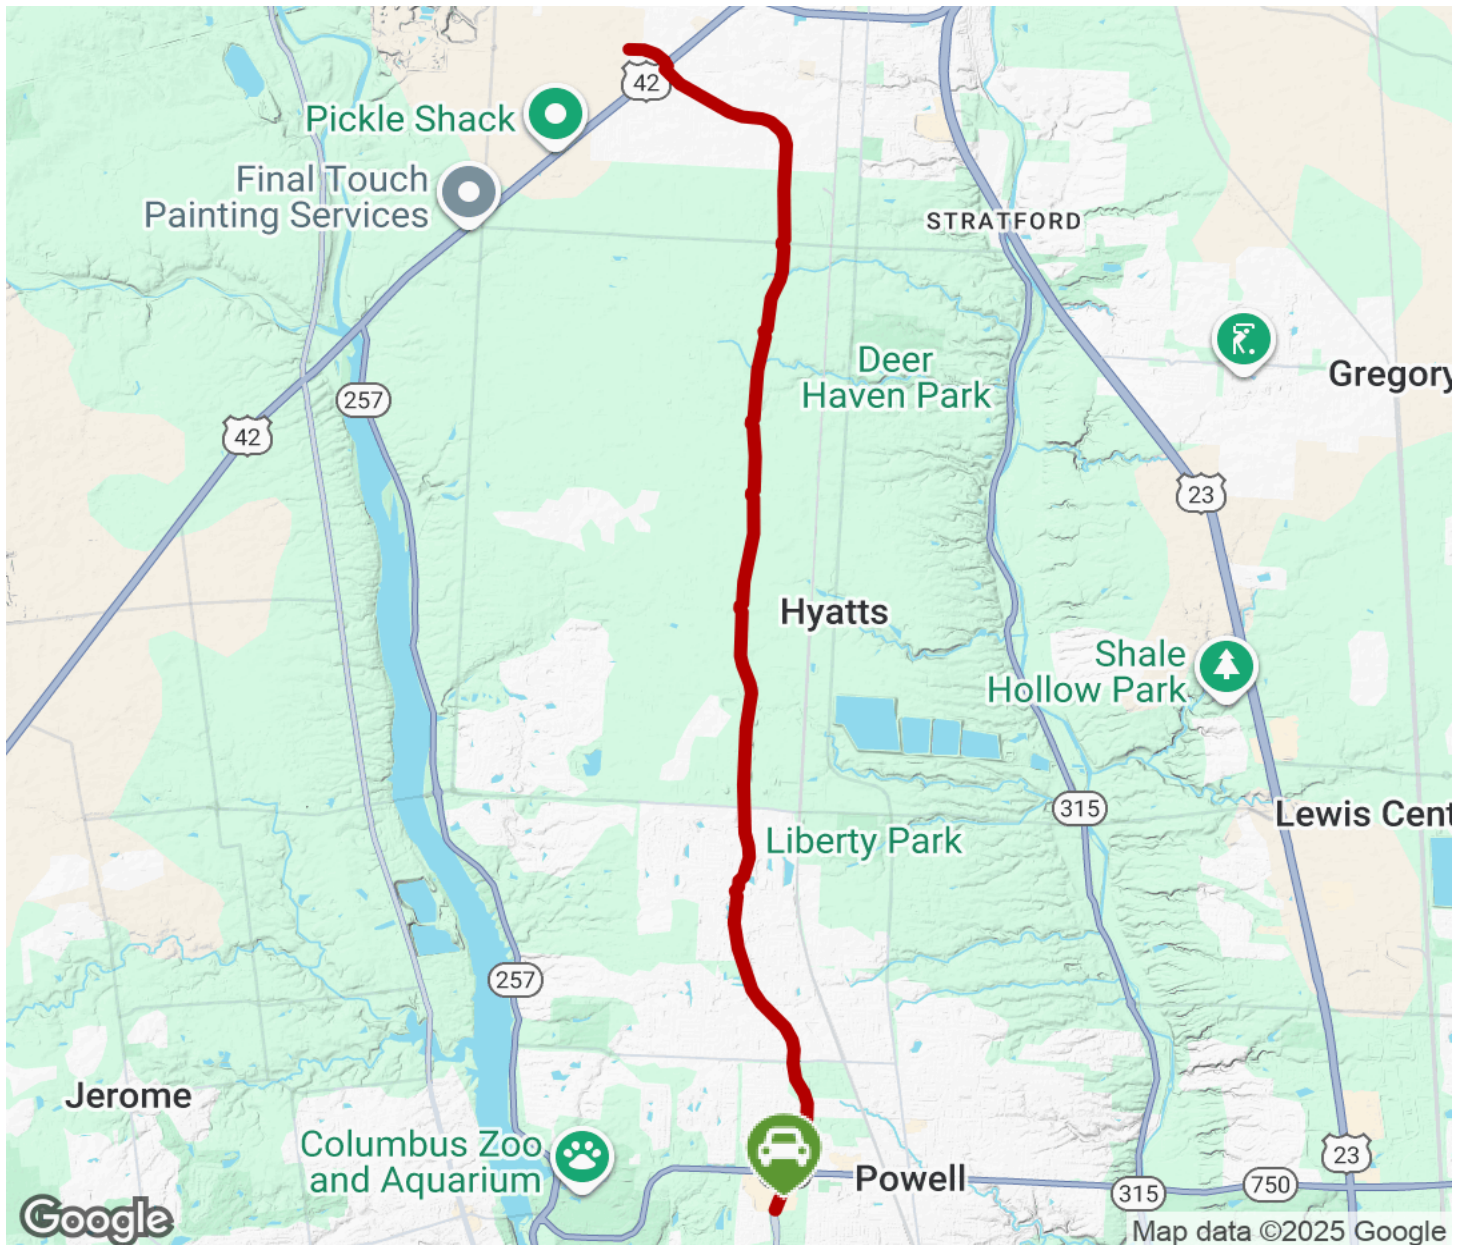 42
Pickle Shack
Final Touch
Painting Services
STRATFORD
Deer
Haven Park
Gregory
257
42
23
Hyatts
Shale
Hollow Park
315
Lewis Cent
Liberty Park
257
Jerome
Columbus Zoo
and Aquarium
Powell
23
315
750
Google
Map data ©2025 Google